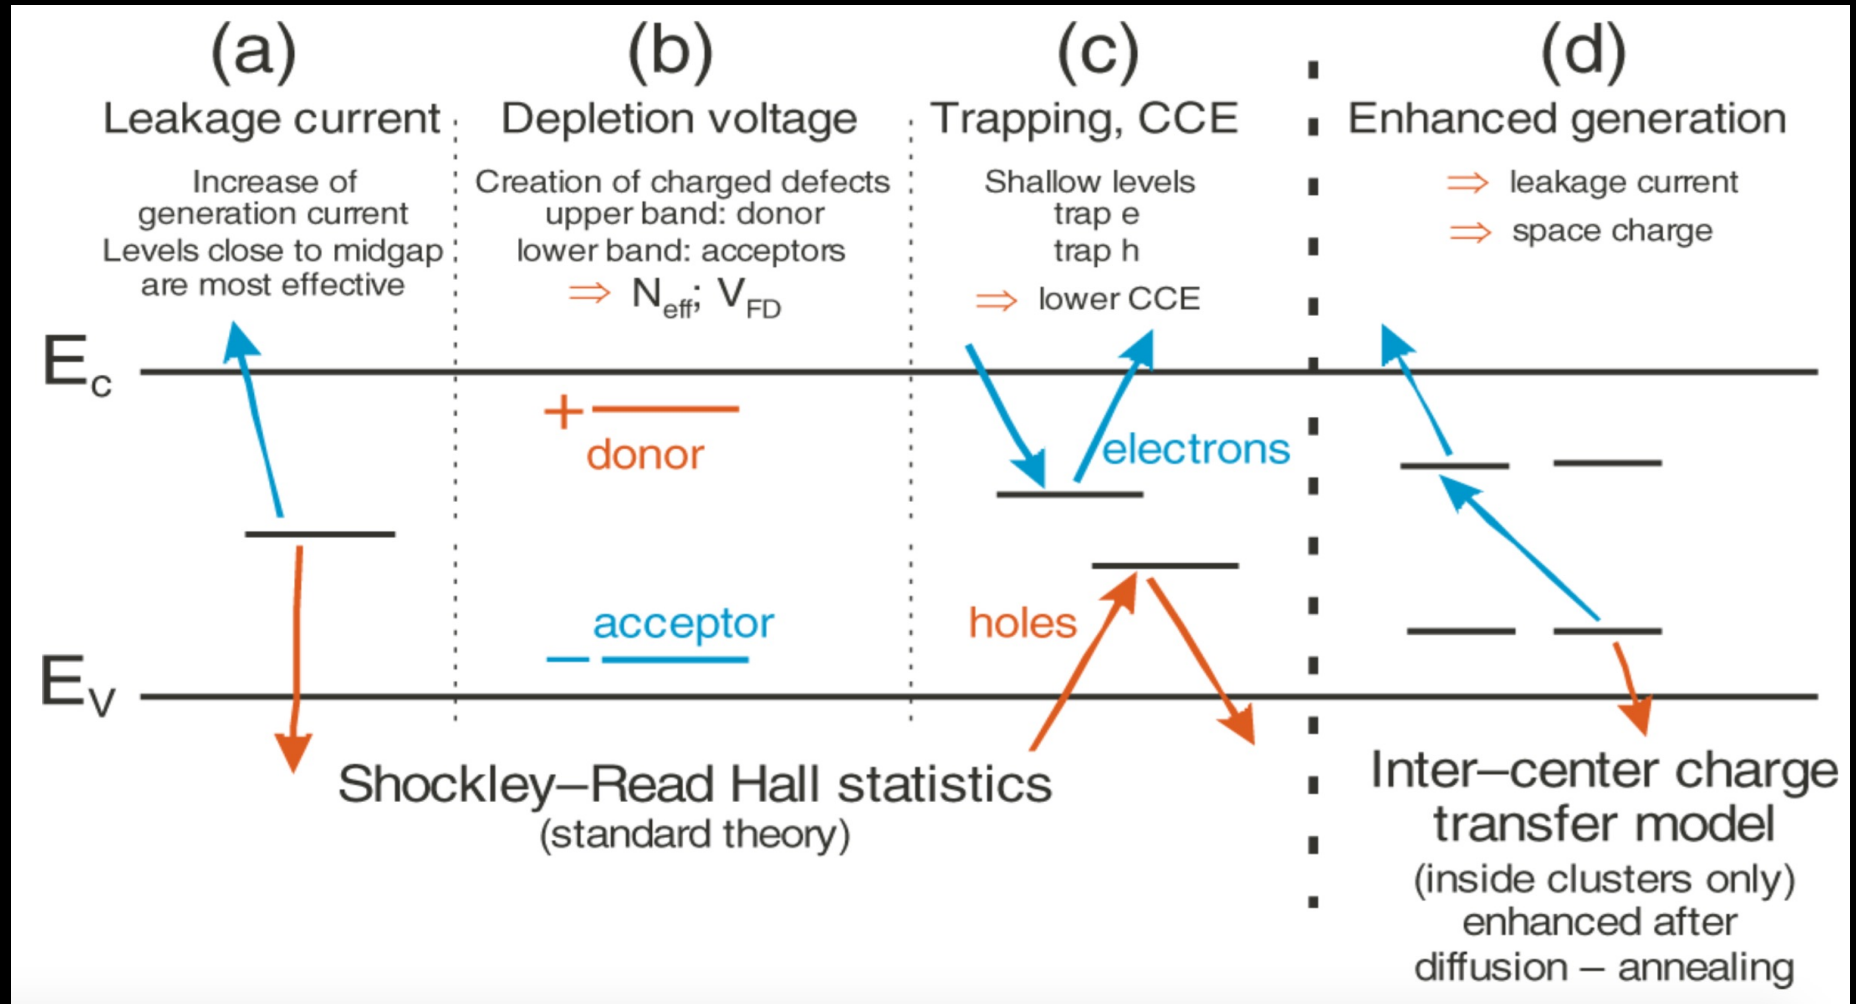 (a)
Leakage current
Increase of
generation current
Levels close to midgap
are most effective
(b)
Depletion voltage
Creation of charged defects
upper band: donor
lower band: acceptors
⇒ Neff; VFD
(c)
Trapping, CCE
Shallow levels
trap e
trap h
⇒ lower CCE
(d)
Enhanced generation
⇒ leakage current
⇒ space charge
Ec
+
donor
electrons
acceptor
–
holes
EV
Shockley–Read Hall statistics
(standard theory)
Inter–center charge
transfer model
(inside clusters only)
enhanced after
diffusion – annealing